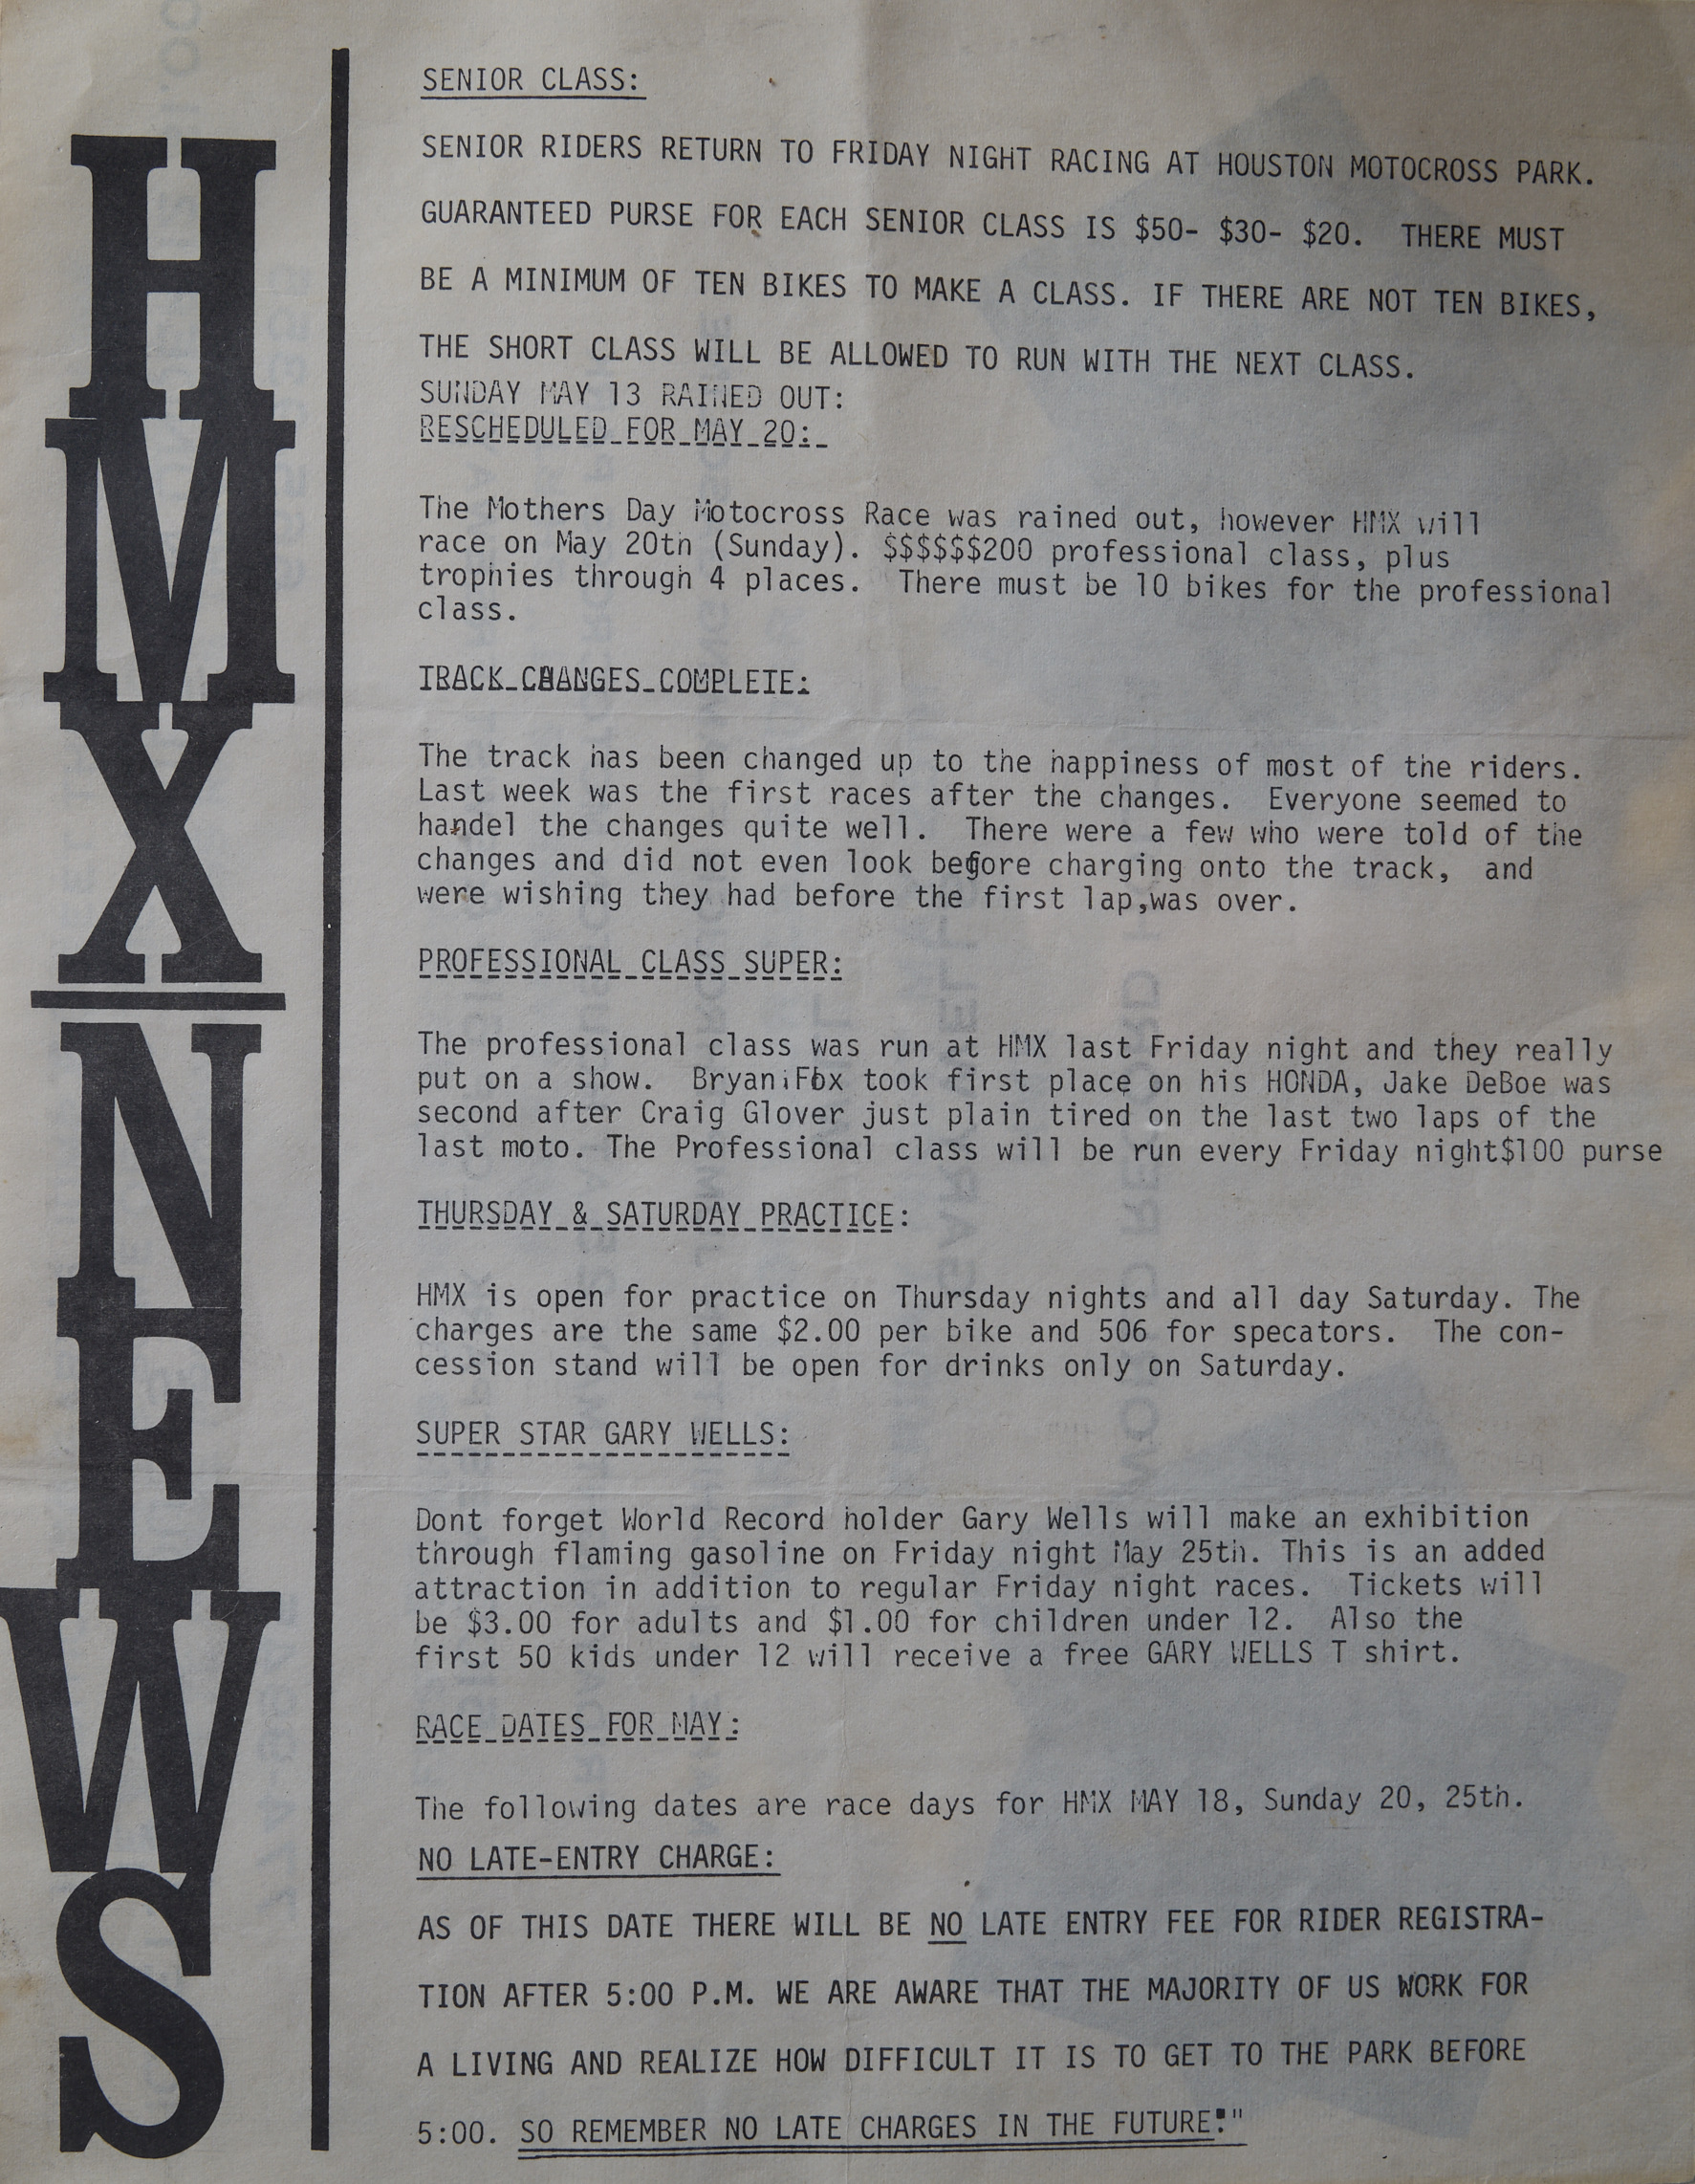 HMX NEWS
SENIOR CLASS:
SENIOR RIDERS RETURN TO FRIDAY NIGHT RACING AT HOUSTON MOTOCROSS PARK.
GUARANTEED PURSE FOR EACH SENIOR CLASS IS $50- $30- $20. THERE MUST
BE A MINIMUM OF TEN BIKES TO MAKE A CLASS. IF THERE ARE NOT TEN BIKES,
THE SHORT CLASS WILL BE ALLOWED TO RUN WITH THE NEXT CLASS.
SUNDAY MAY 13 RAINED OUT:
RESCHEDULED FOR MAY 20:
The Mothers Day Motocross Race was rained out, however HMX will
race on May 20th (Sunday). $$$$$$200 professional class, plus
trophies through 4 places. There must be 10 bikes for the professional
class.
TRACK CHANGES COMPLETE:
The track has been changed up to the happiness of most of the riders.
Last week was the first races after the changes. Everyone seemed to
handel the changes quite well. There were a few who were told of the
changes and did not even look before charging onto the track, and
were wishing they had before the first lap,was over.
PROFESSIONAL CLASS SUPER:
The professional class was run at HMX last Friday night and they really
put on a show. Bryan Fox took first place on his HONDA, Jake DeBoe was
second after Craig Glover just plain tired on the last two laps of the
last moto. The Professional class will be run every Friday night$100 purse
THURSDAY & SATURDAY PRACTICE:
HMX is open for practice on Thursday nights and all day Saturday. The
charges are the same $2.00 per bike and 506 for specators. The con-
cession stand will be open for drinks only on Saturday.
SUPER STAR GARY WELLS:
Dont forget World Record holder Gary Wells will make an exhibition
through flaming gasoline on Friday night May 25th. This is an added
attraction in addition to regular Friday night races. Tickets will
be $3.00 for adults and $1.00 for children under 12. Also the
first 50 kids under 12 will receive a free GARY WELLS T shirt.
RACE DATES FOR MAY:
The following dates are race days for HMX MAY 18, Sunday 20, 25th.
NO LATE-ENTRY CHARGE:
AS OF THIS DATE THERE WILL BE NO LATE ENTRY FEE FOR RIDER REGISTRA-
TION AFTER 5:00 P.M. WE ARE AWARE THAT THE MAJORITY OF US WORK FOR
A LIVING AND REALIZE HOW DIFFICULT IT IS TO GET TO THE PARK BEFORE
5:00. SO REMEMBER NO LATE CHARGES IN THE FUTURE!"